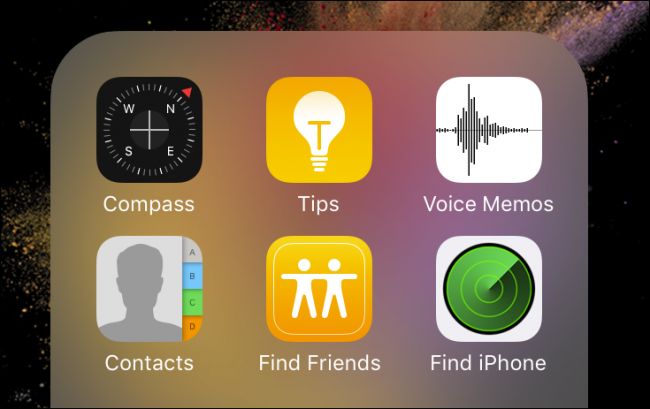 W N
S E
Compass
T
Tips
Voice Memos
A
B
C
D
Contacts
Find Friends
Find iPhone